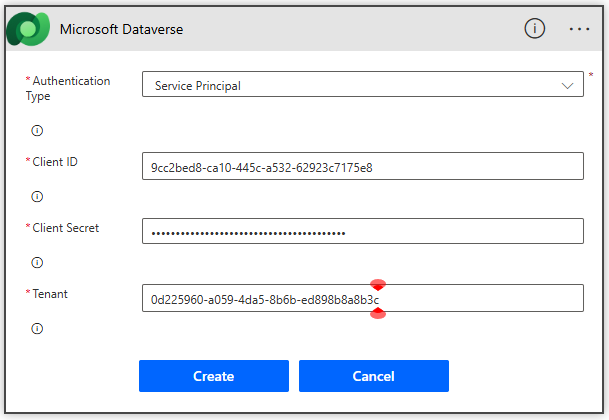 Microsoft Dataverse
* Authentication Type
Service Principal
*
* Client ID
9cc2bed8-ca10-445c-a532-62923c7175e8
* Client Secret
••••••••••••••••••••••••••••••••••••••••
* Tenant
0d225960-a059-4da5-8b6b-ed898b8a8b3c
Create
Cancel